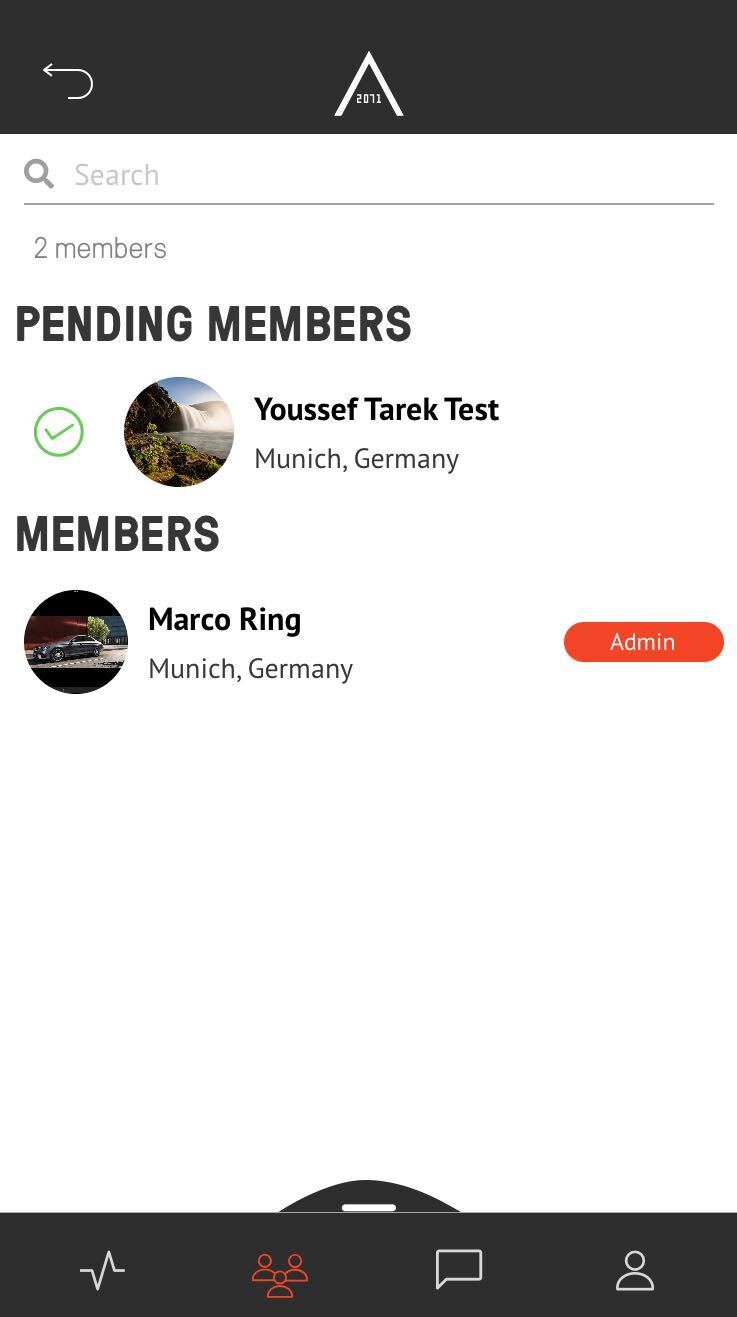 2071
Search
2 members
PENDING MEMBERS
Youssef Tarek Test
Munich, Germany
MEMBERS
Marco Ring
Munich, Germany
Admin